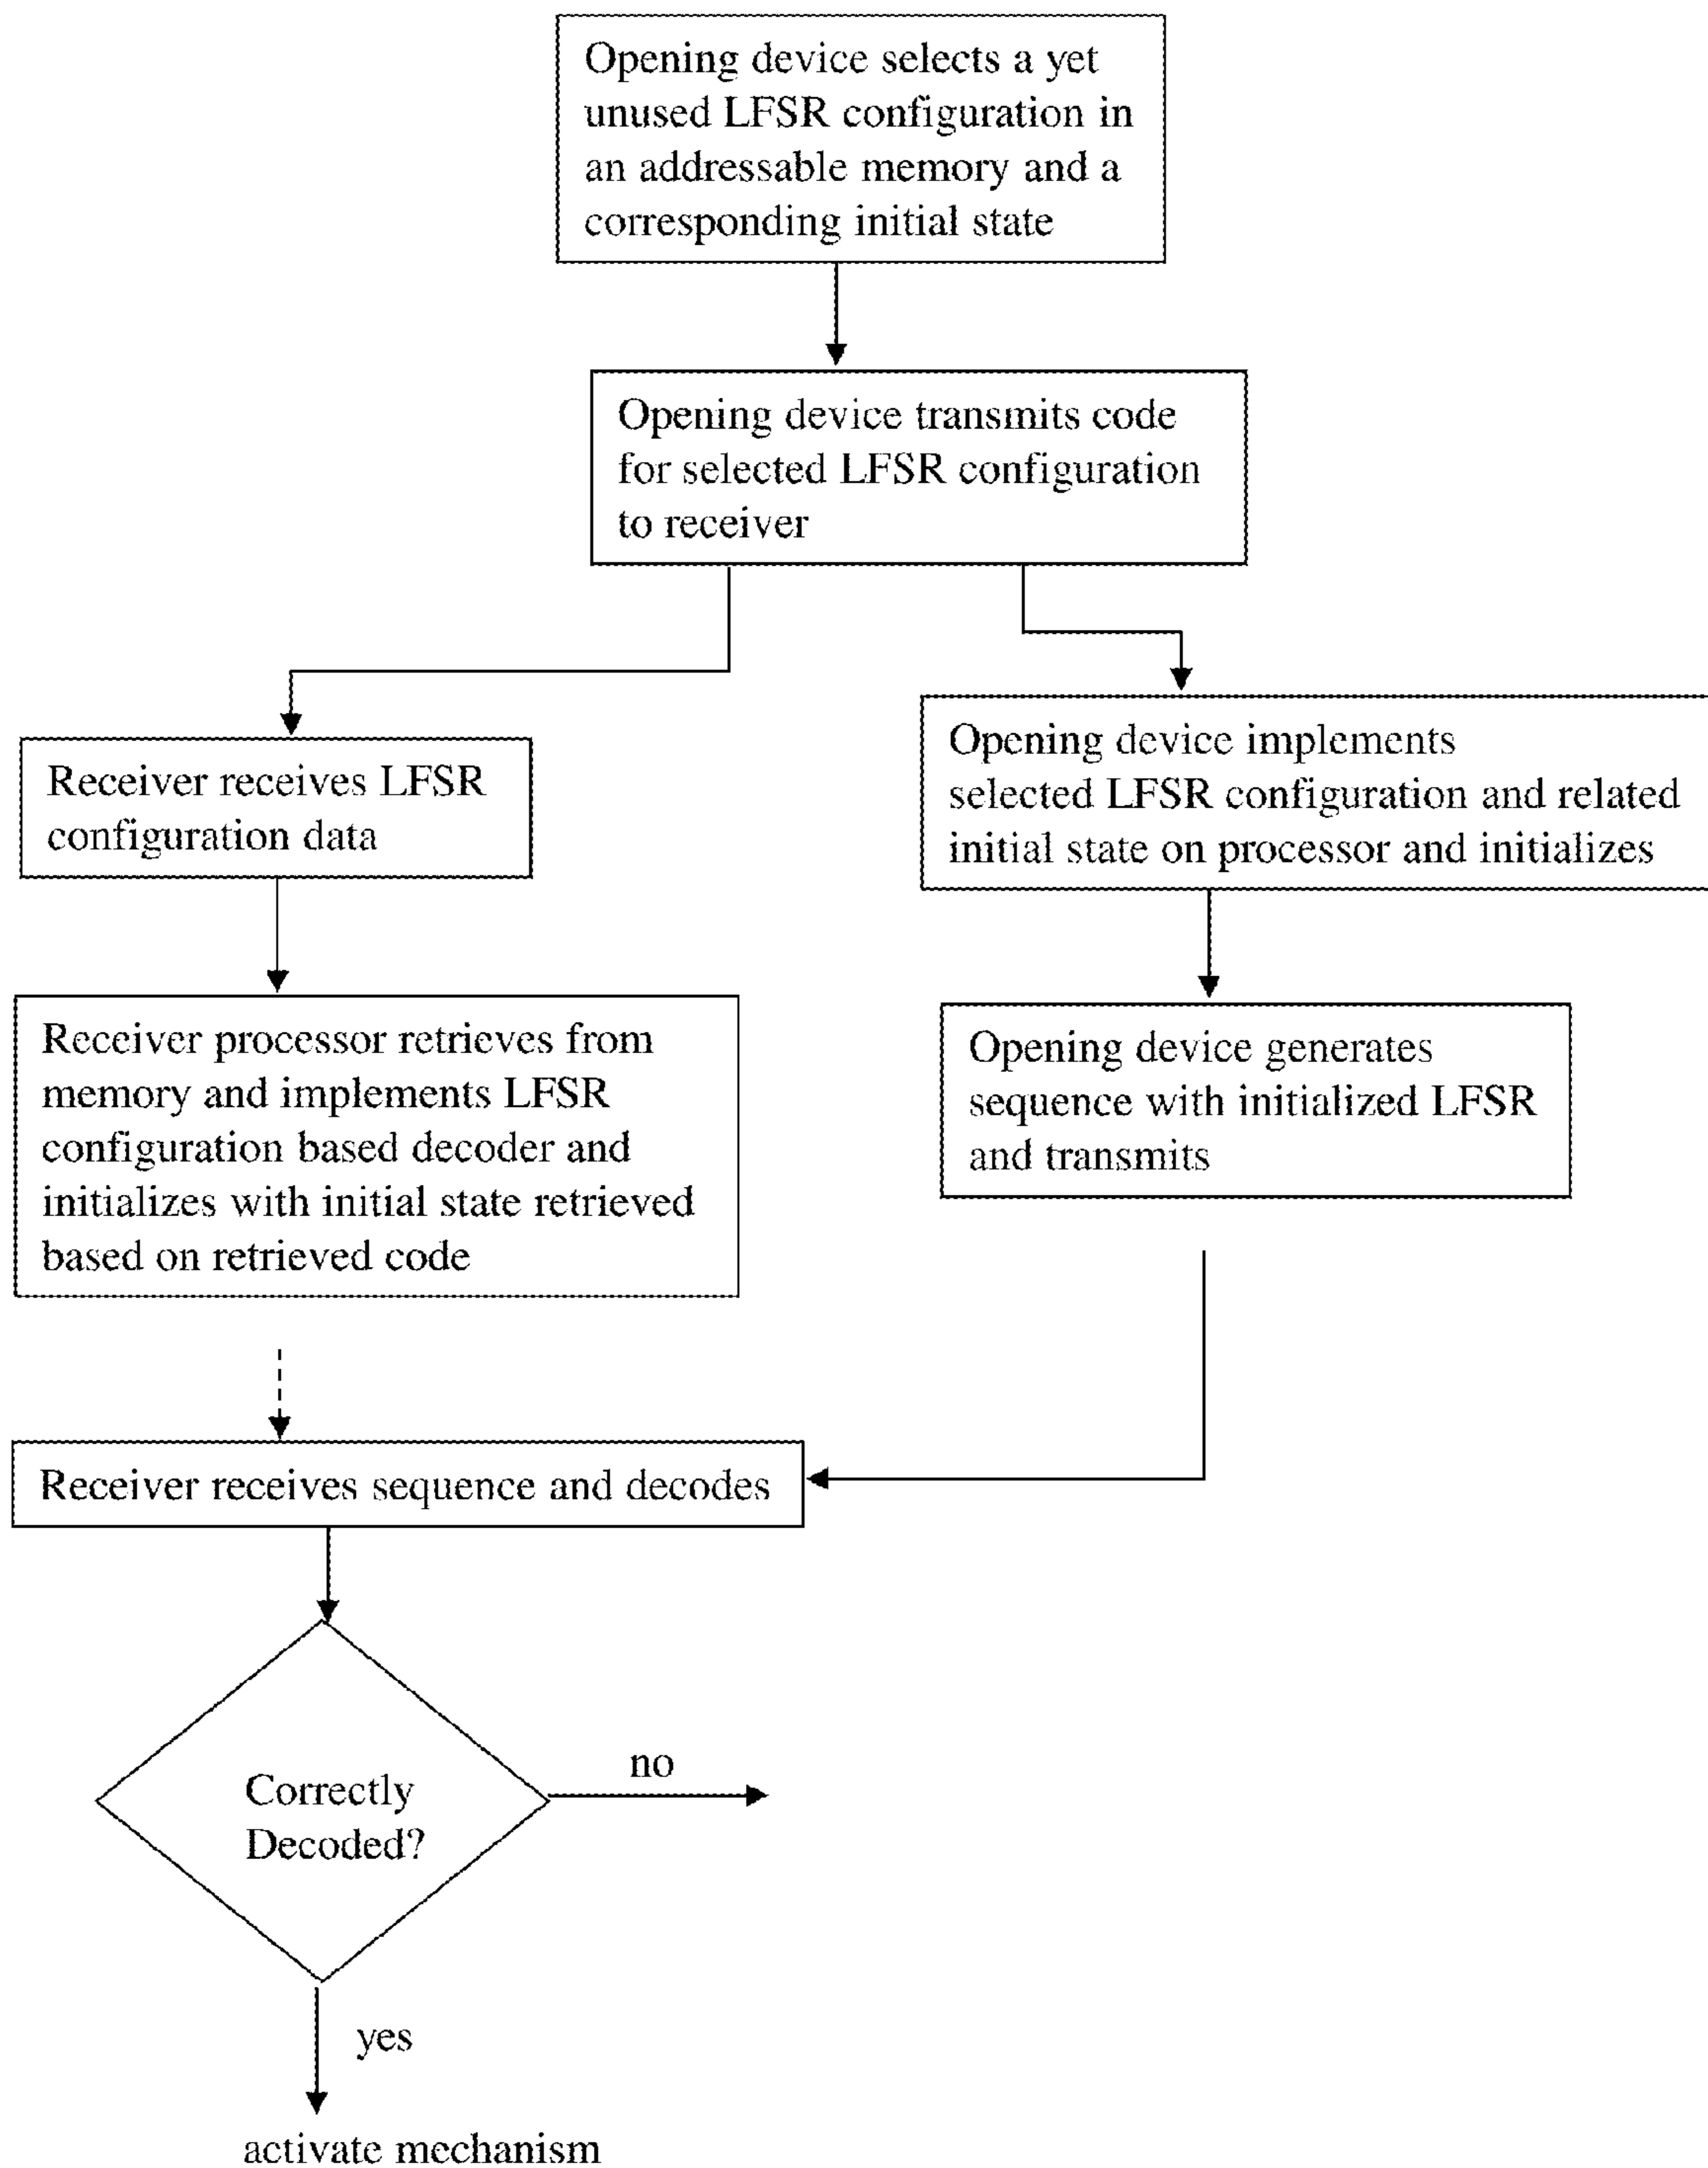 Opening device selects a yet
unused LFSR configuration in
an addressable memory and a
corresponding initial state
Opening device transmits code
for selected LFSR configuration
to receiver
Receiver receives LFSR
configuration data
Opening device implements
selected LFSR configuration and related
initial state on processor and initializes
Receiver processor retrieves from
memory and implements LFSR
configuration based decoder and
initializes with initial state retrieved
based on retrieved code
Opening device generates
sequence with initialized LFSR
and transmits
Receiver receives sequence and decodes
Correctly
Decoded?
no
yes
activate mechanism